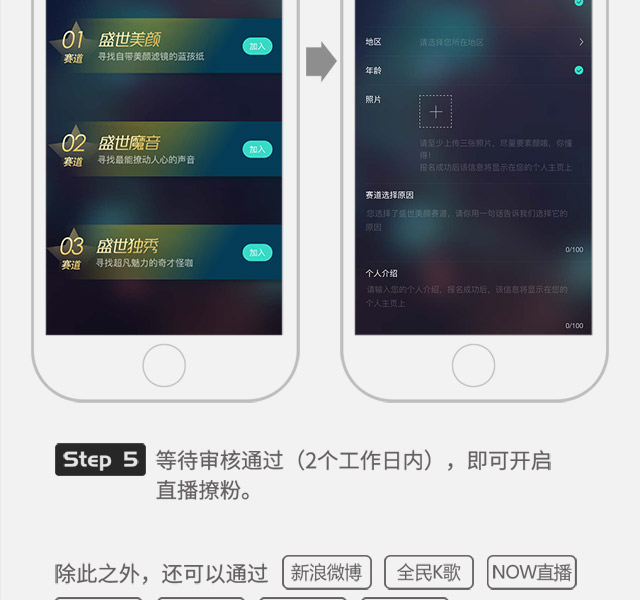 01 盛世美颜
赛道 寻找自带美颜滤镜的蓝孩纸
加入
02 盛世魔音
赛道 寻找最能撩动人心的声音
加入
03 盛世独秀
赛道 寻找超凡魅力的奇才怪咖
加入
地区 请选择您所在地区
年龄
照片
请至少上传三张照片，尽量要素颜啥，你懂
得！
报名成功后该信息将显示在您的个人主页上
赛道选择原因
您选择了盛世美颜赛道，请你用一句话告诉我们选择它的
原因
0/100
个人介绍
请输入您的个人介绍，报名成功后，该信息将显示在您的
个人主页上
0/100
Step 5 等待审核通过（2个工作日内），即可开启
直播撩粉。
除此之外，还可以通过 新浪微博 全民K歌 NOW直播